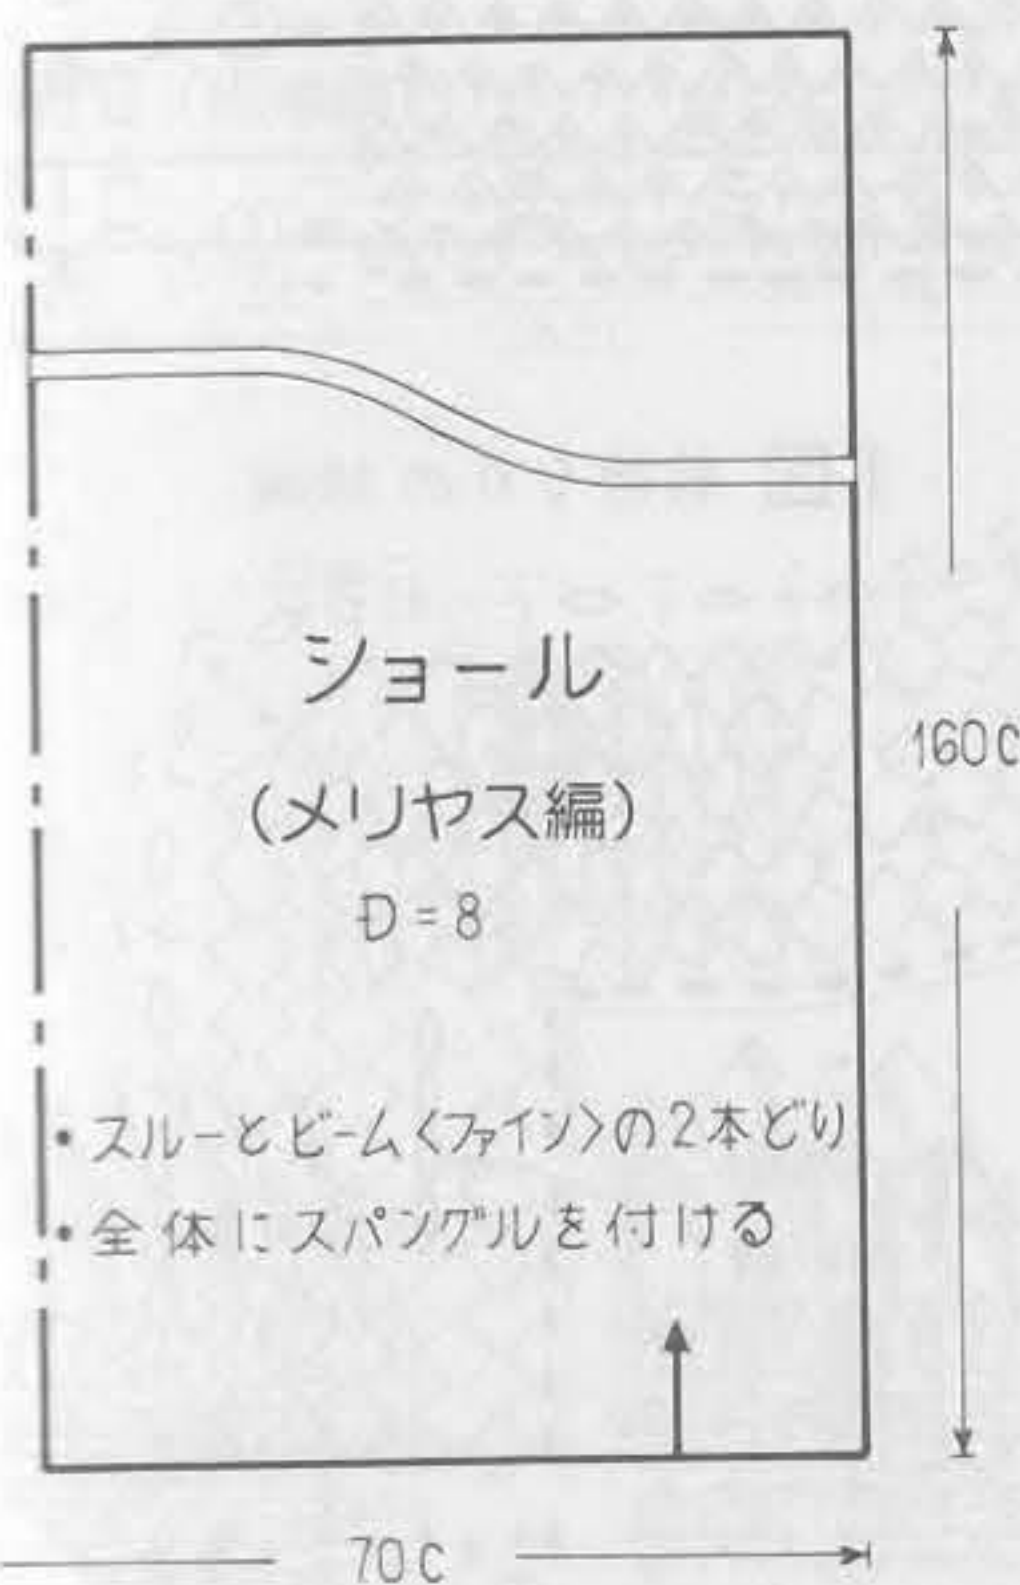 ショール
(メリヤス編)
D=8
160c
・スルーとビーム〈ファイン〉の2本どり
・全体にスパングルを付ける
70c